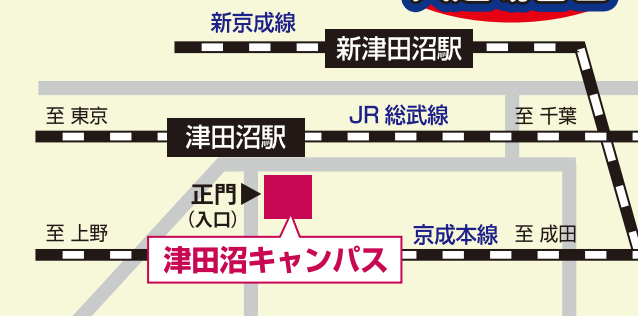 新京成線
新津田沼駅
至 東京
JR 総武線
至 千葉
津田沼駅
正門
（入口）
至 上野
京成本線
至 成田
津田沼キャンパス